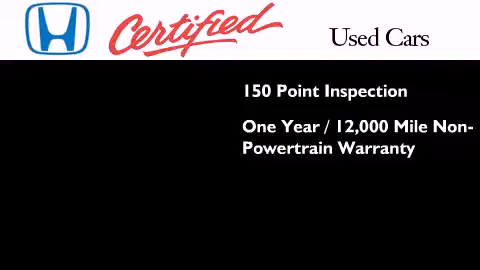 Certified Used Cars
150 Point Inspection
One Year / 12,000 Mile Non-
Powertrain Warranty